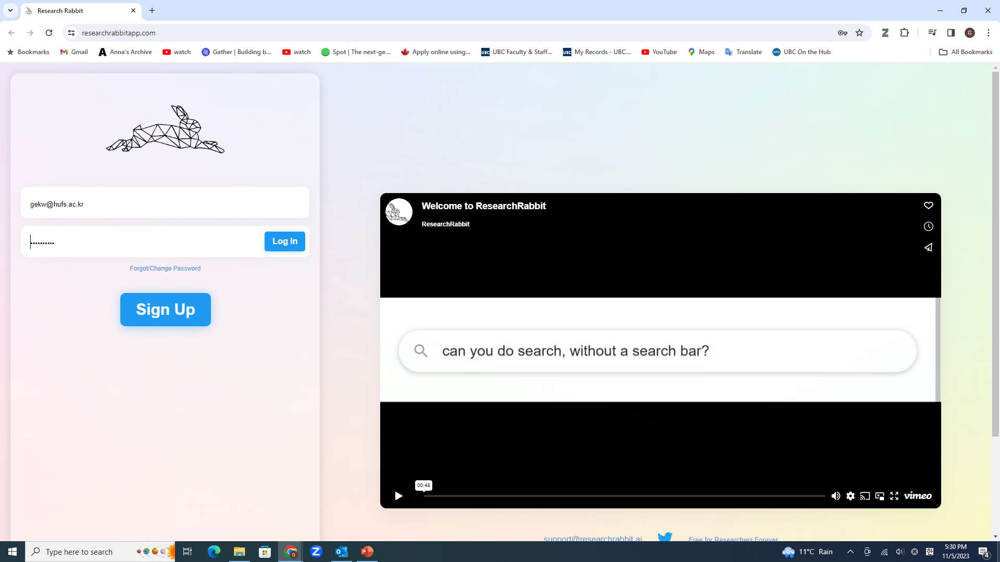 Research Rabbit
researchrabbitapp.com
G
Bookmarks
Gmail
Anna's Archive
watch
Gather | Building b...
watch
Spot | The next-ge...
Apply online using...
UBC Faculty & Staff...
My Records - UBC...
YouTube
Maps
Translate
UBC On the Hub
All Bookmarks
gekw@hufs.ac.kr
Log In
Forgot/Change Password
Sign Up
Welcome to ResearchRabbit
ResearchRabbit
can you do search, without a search bar?
00:48
vimeo
support@researchrabbit.ai
Free for Researchers Forever
Type here to search
11°C Rain
5:30 PM
11/5/2023
4